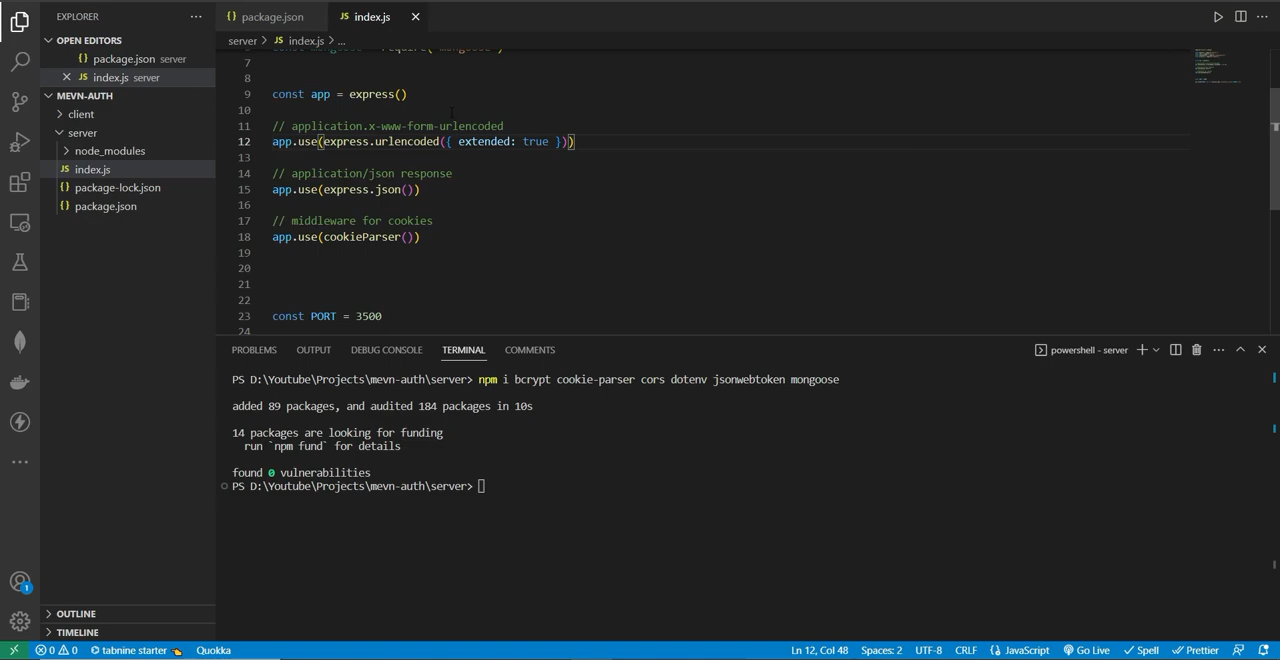 EXPLORER
OPEN EDITORS
package.json server
index.js server
MEVN-AUTH
client
server
node_modules
index.js
package-lock.json
package.json
OUTLINE
TIMELINE
package.json
index.js
server > JS index.js > ...
7
8
9 const app = express()
10
11 // application.x-www-form-urlencoded
12 app.use(express.urlencoded({ extended: true }))
13
14 // application/json response
15 app.use(express.json())
16
17 // middleware for cookies
18 app.use(cookieParser())
19
20
21
22
23 const PORT = 3500
24
PROBLEMS OUTPUT DEBUG CONSOLE TERMINAL COMMENTS
powershell - server
PS D:\Youtube\Projects\mevn-auth\server> npm i bcrypt cookie-parser cors dotenv jsonwebtoken mongoose
added 89 packages, and audited 184 packages in 10s
14 packages are looking for funding
run `npm fund` for details
found 0 vulnerabilities
PS D:\Youtube\Projects\mevn-auth\server>
1
0 0 tabnine starter Quokka Ln 12, Col 48 Spaces: 2 UTF-8 CRLF JavaScript Go Live Spell Prettier